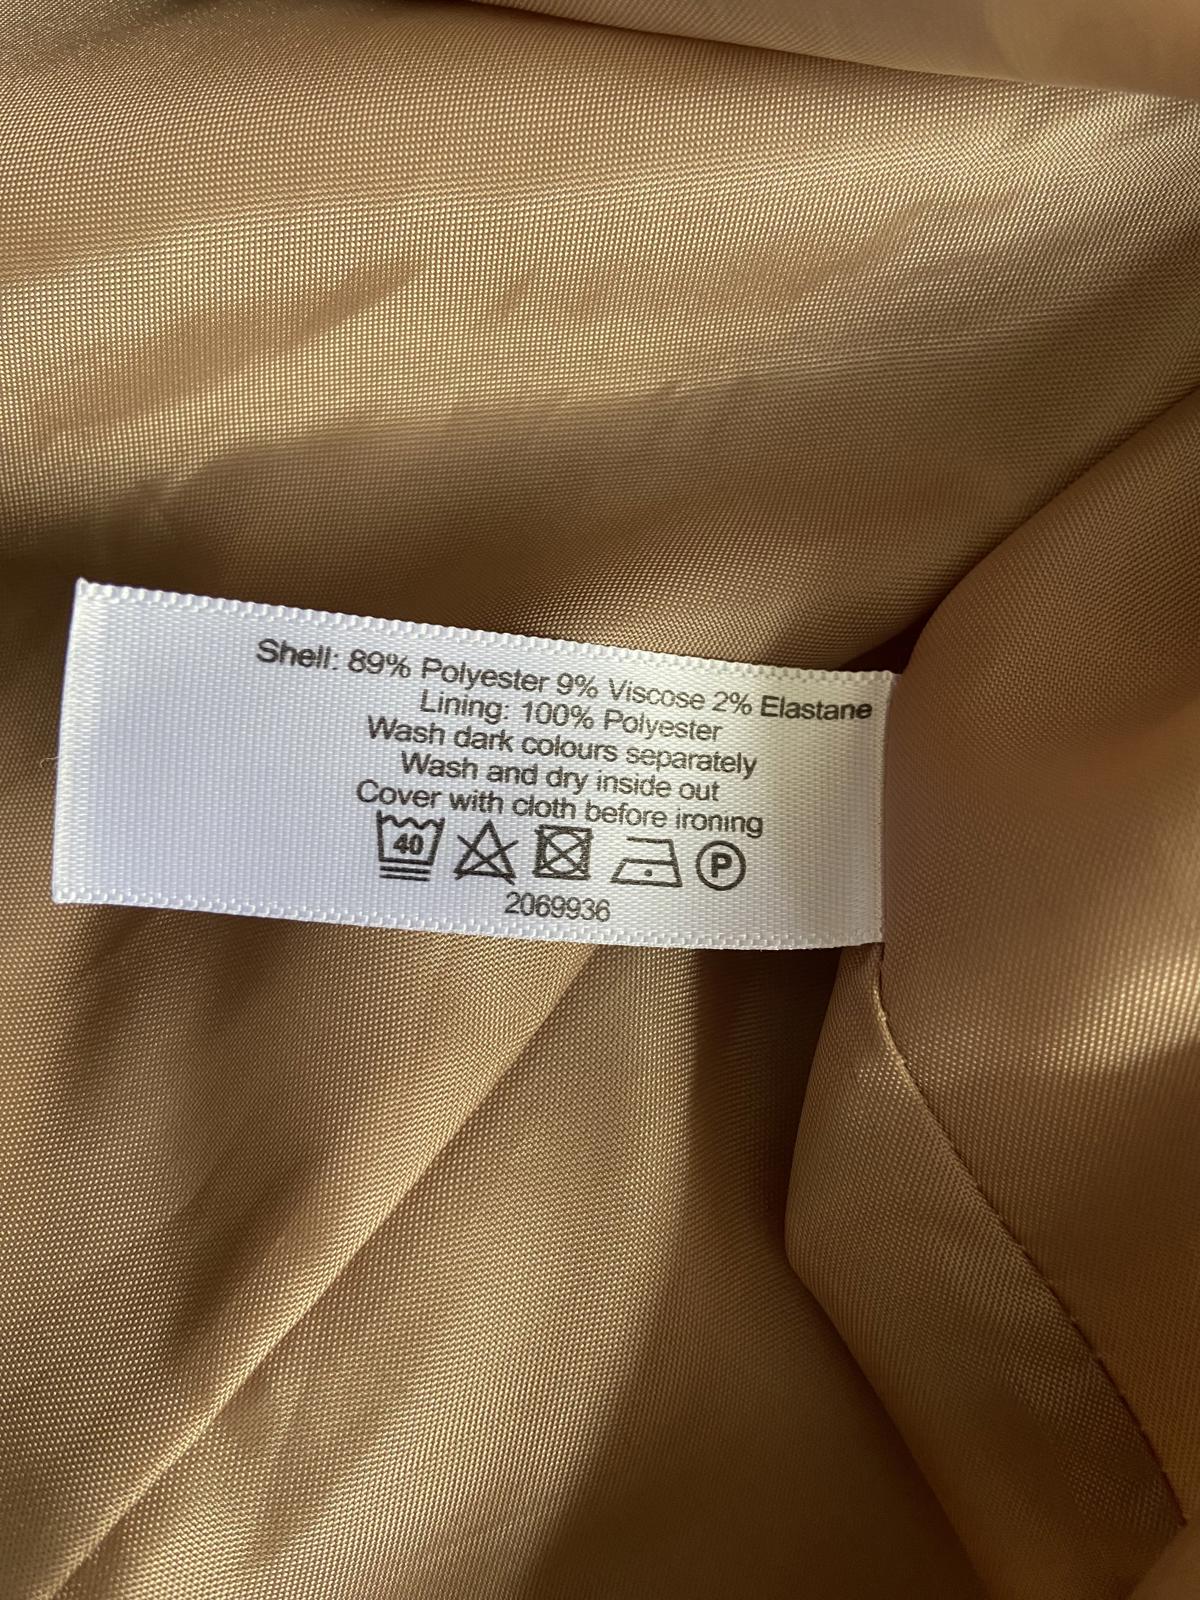 Shell: 89% Polyester 9% Viscose 2% Elastane
Lining: 100% Polyester
Wash dark colours separately
Wash and dry inside out
Cover with cloth before ironing
40 P
2069936